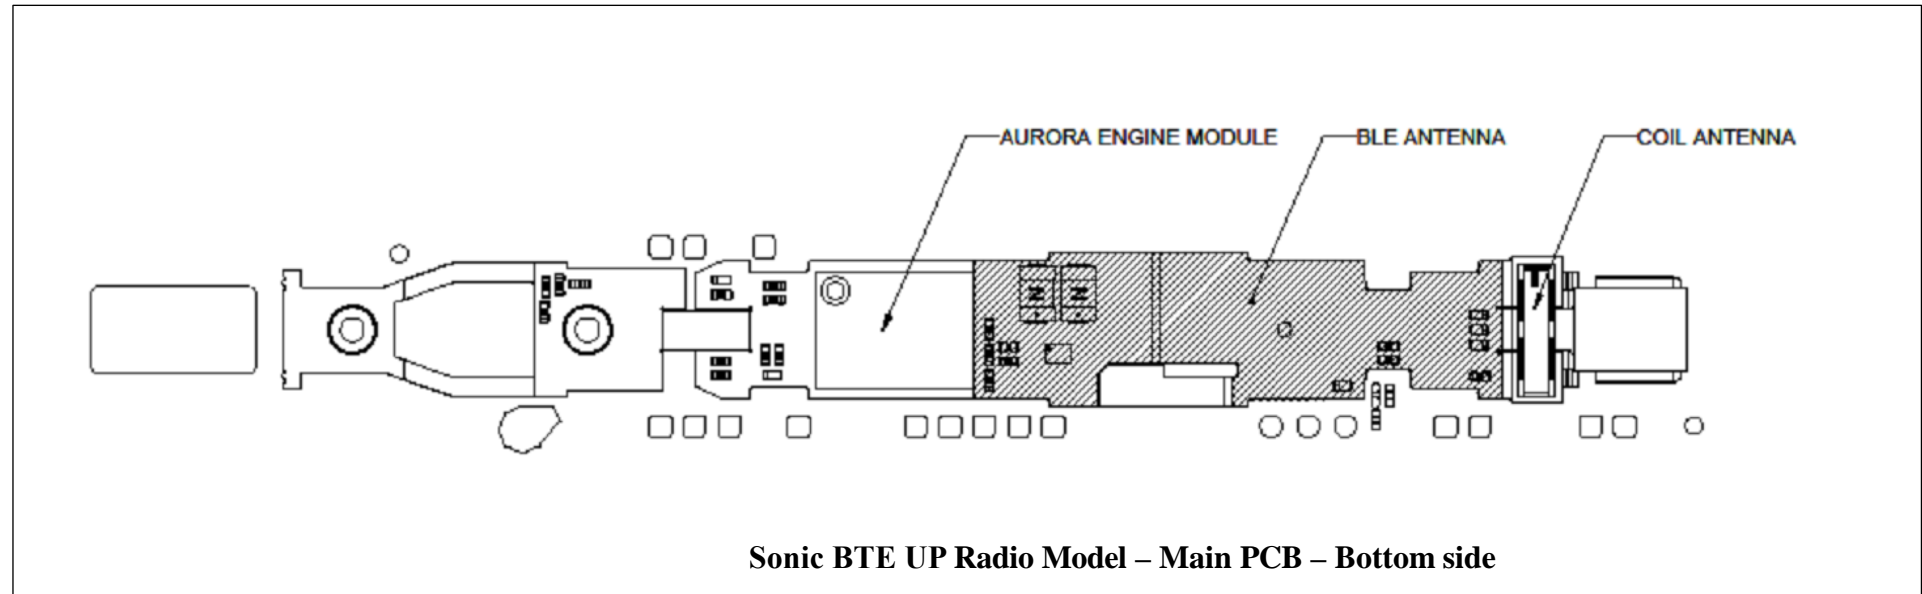 AURORA ENGINE MODULE
BLE ANTENNA
COIL ANTENNA
Sonic BTE UP Radio Model – Main PCB – Bottom side